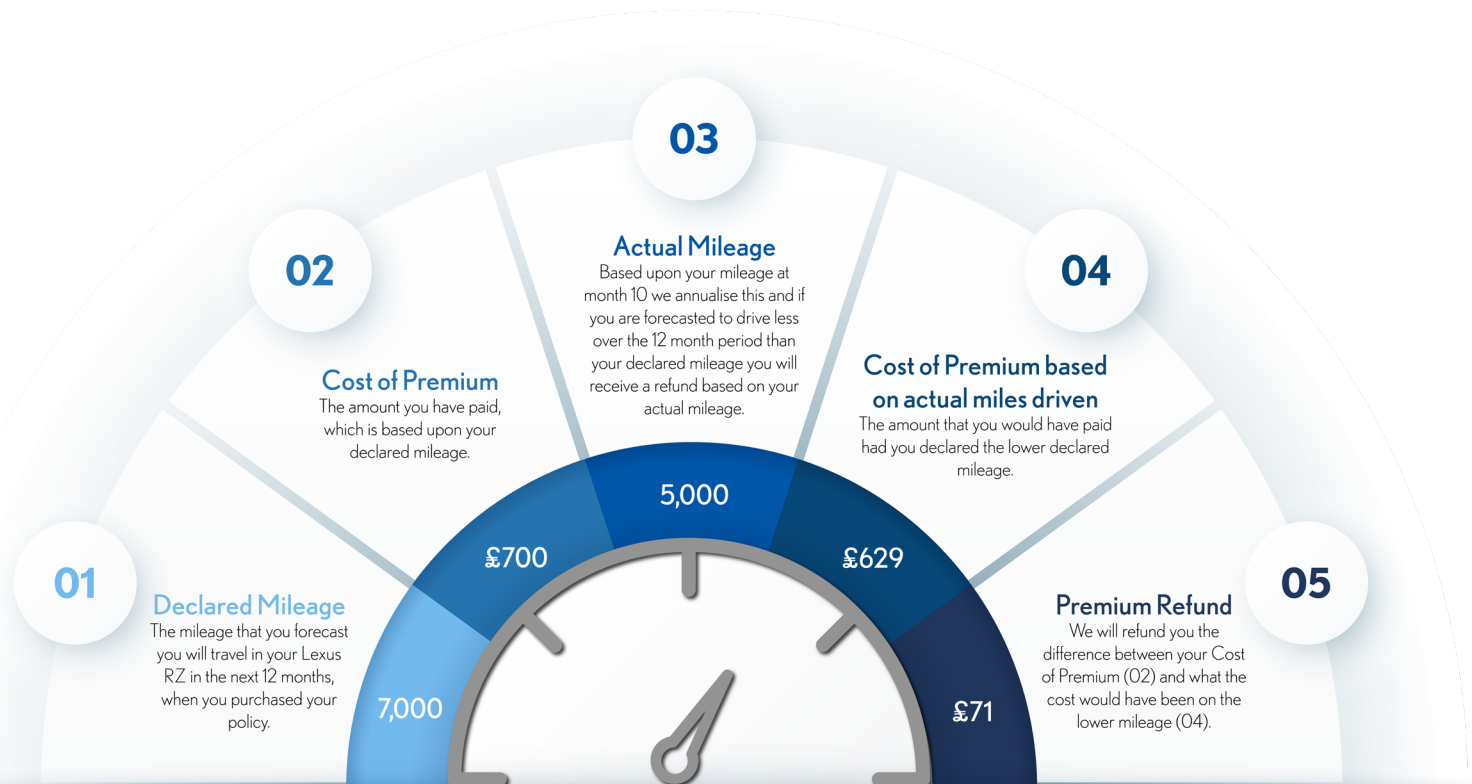 01
Declared Mileage
The mileage that you forecast
you will travel in your Lexus
RZ in the next 12 months,
when you purchased your
policy.
7,000
02
Cost of Premium
The amount you have paid,
which is based upon your
declared mileage.
£700
03
Actual Mileage
Based upon your mileage at
month 10 we annualise this and if
you are forecasted to drive less
over the 12 month period than
your declared mileage you will
receive a refund based on your
actual mileage.
5,000
04
Cost of Premium based
on actual miles driven
The amount that you would have paid
had you declared the lower declared
mileage.
£629
05
Premium Refund
We will refund you the
difference between your Cost
of Premium (02) and what the
cost would have been on the
lower mileage (04).
£71